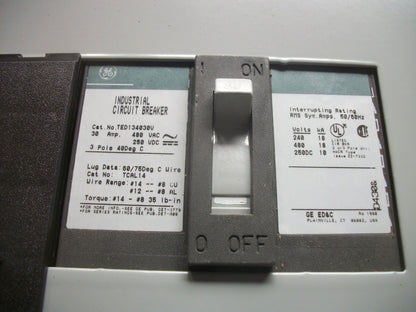 GE
INDUSTRIAL
CIRCUIT BREAKER
Cat.No.TED134030V
30 Amp. 480 VAC
250 VDC
3 Pole 40Deg C
Lug Data: 60/75Deg C Wire
Cat No: TCAL14
Wire Range: #14 -- #8 CU
#12 -- #8 AL
Torque: #14 -- #8 35 lb-in
I ON
O OFF
Interrupting Rating
RMS Sym. Amps. 50/60Hz
Volts kA
240 18
480 18
250DC 10
UL
LISTED
GE ED&C
PLAINVILLE, CT